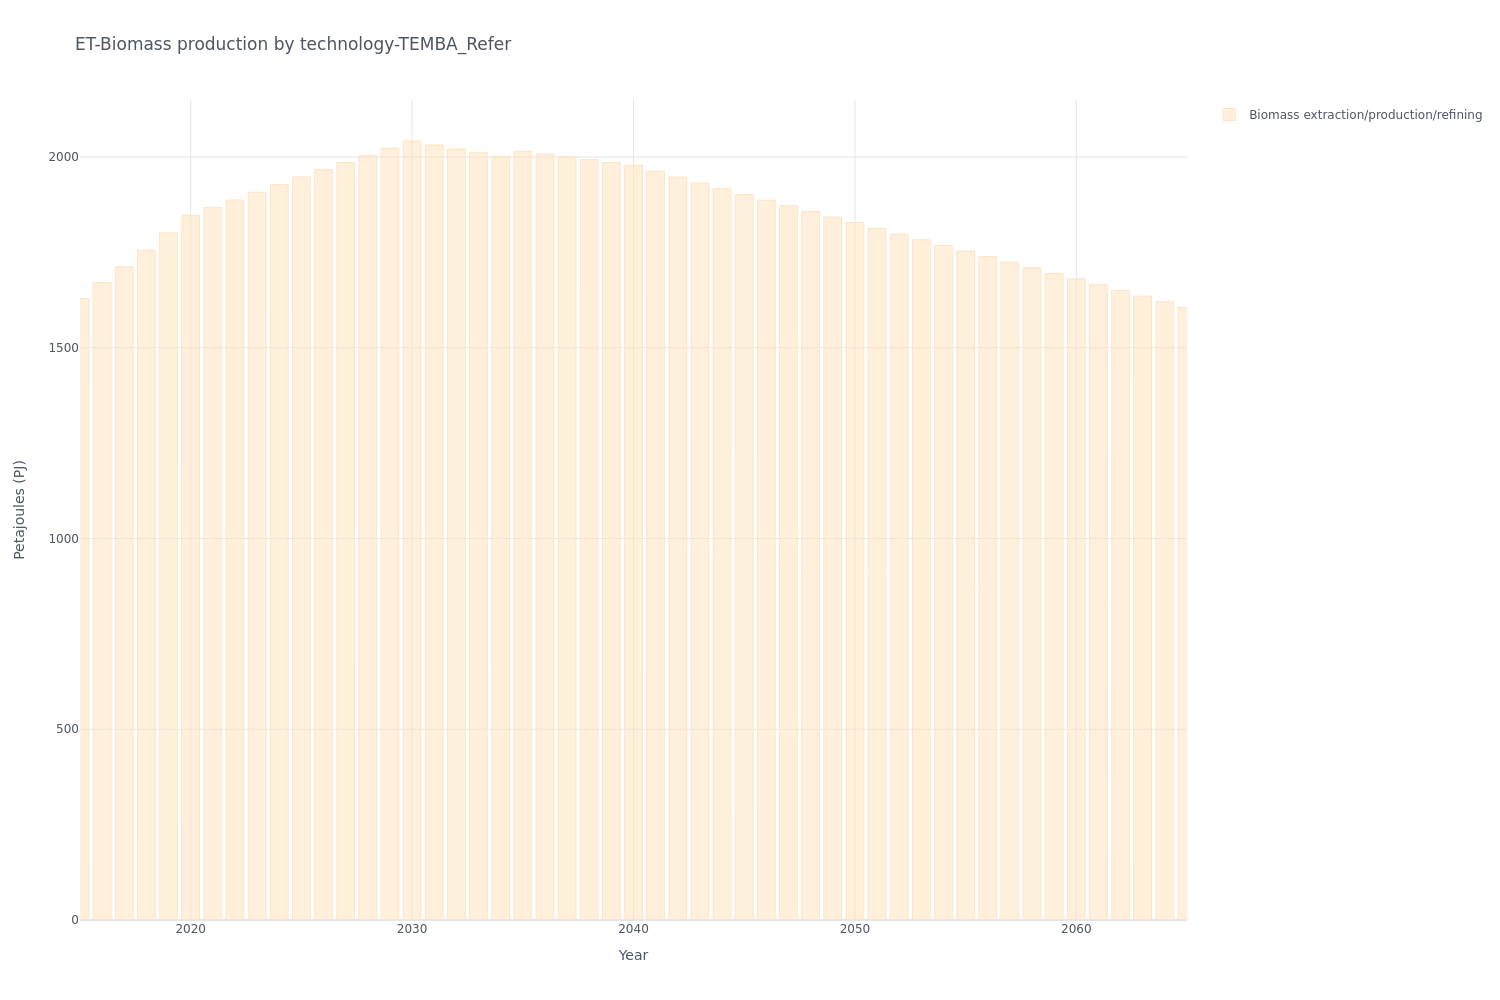 ET-Biomass production by technology-TEMBA_Refer
Biomass extraction/production/refining
2000
1500
1000
500
0
Petajoules (PJ)
2020
2030
2040
2050
2060
Year